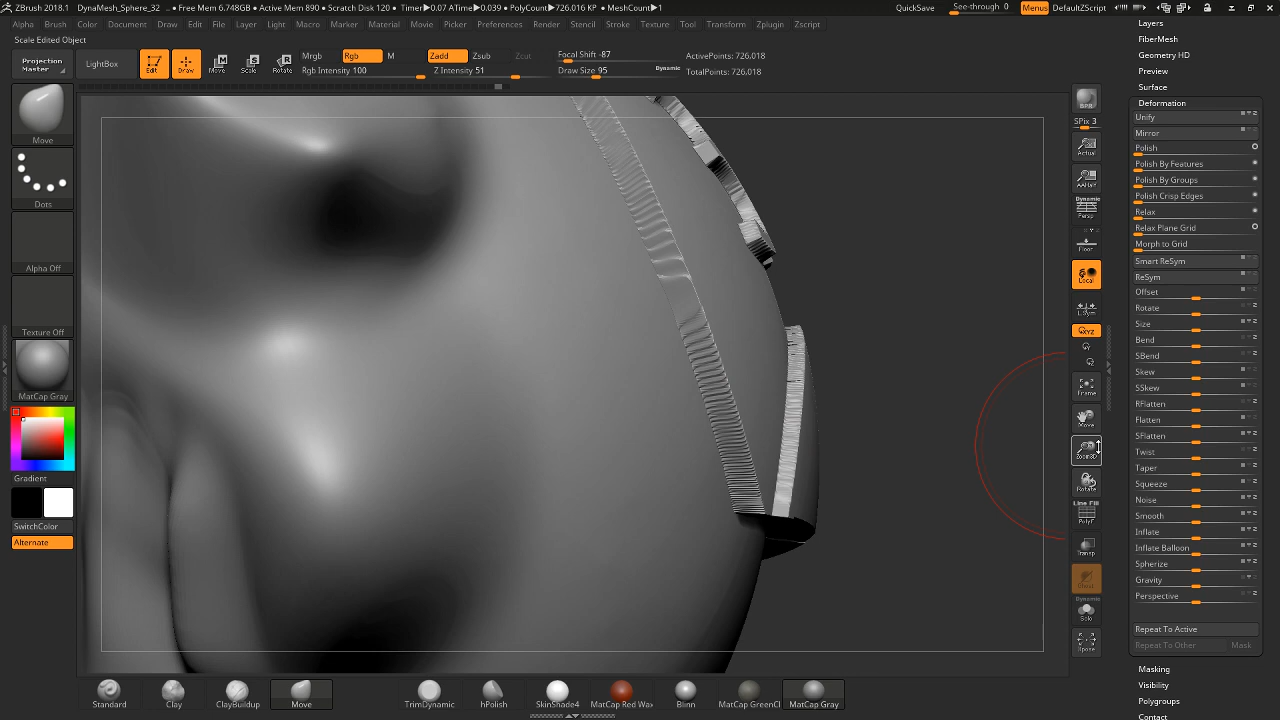 ZBrush 2018.1 DynaMesh_Sphere_32 • Free Mem 6.748GB • Active Mem 890 • Scratch Disk 120 • Timer▶0.07 ATime▶0.039 • PolyCount▶726.016 KP • MeshCount▶1
QuickSave See-through 0 Menus DefaultZScript
Alpha Brush Color Document Draw Edit File Layer Light Macro Marker Material Movie Picker Preferences Render Stencil Stroke Texture Tool Transform Zplugin Zscript
Scale Edited Object
Projection Master
LightBox
Edit Draw Move Scale Rotate
Mrgb Rgb M
Rgb Intensity 100
Zadd Zsub Zcut
Z Intensity 51
Focal Shift -87
Draw Size 95
Dynamic
ActivePoints: 726,018
TotalPoints: 726,018
Move
Dots
Alpha Off
Texture Off
MatCap Gray
Gradient
SwitchColor
Alternate
BPR
SPix 3
Actual
AAHalf
Dynamic
Persp
Floor
Local
L.Sym
XYZ
Frame
Move
Zoom3D
Rotate
Line Fill
PolyF
Transp
Dynamic
Solo
Xpose
Layers
FiberMesh
Geometry HD
Preview
Surface
Deformation
Unify
Mirror
Polish
Polish By Features
Polish By Groups
Polish Crisp Edges
Relax
Relax Plane Grid
Morph to Grid
Smart ReSym
ReSym
Offset
Rotate
Size
Bend
SBend
Skew
SSkew
RFlatten
Flatten
SFlatten
Twist
Taper
Squeeze
Noise
Smooth
Inflate
Inflate Balloon
Spherize
Gravity
Perspective
Repeat To Active
Repeat To Other Mask
Masking
Visibility
Polygroups
Contact
Standard Clay ClayBuildup Move TrimDynamic hPolish SkinShade4 MatCap Red Wax Blinn MatCap GreenCl MatCap Gray